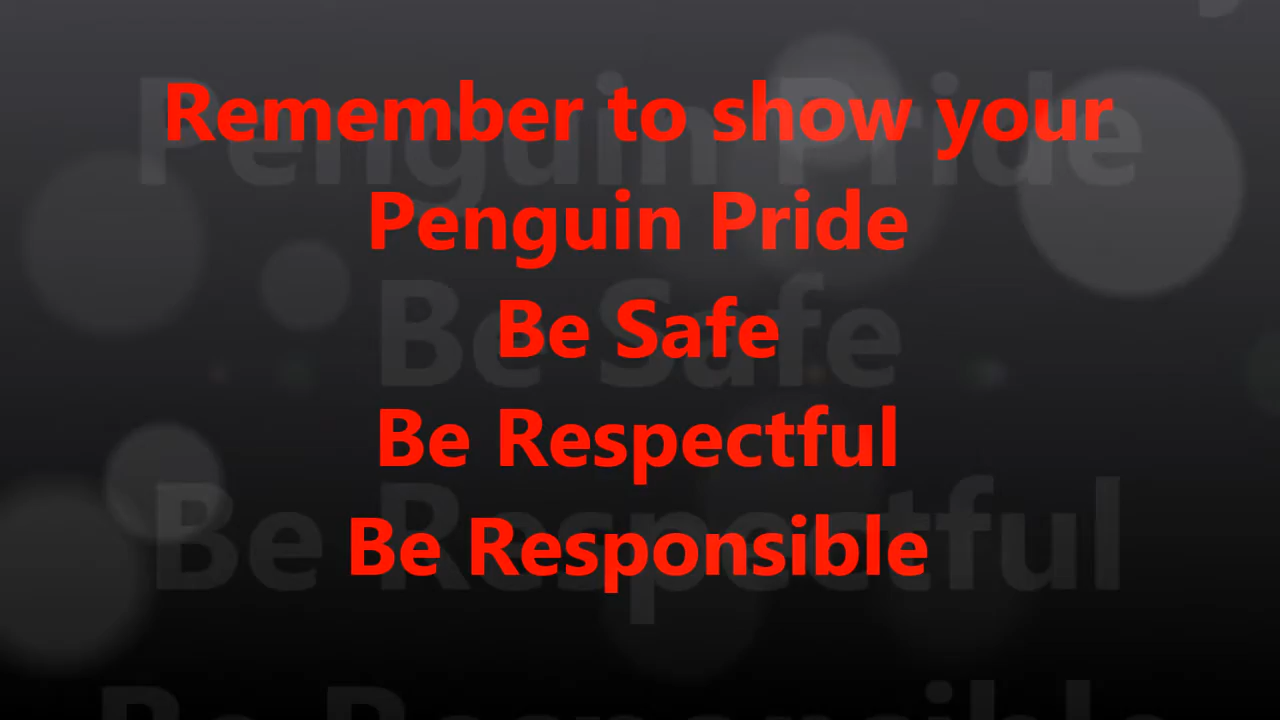 Remember to show your
Penguin Pride
Be Safe
Be Respectful
Be Responsible